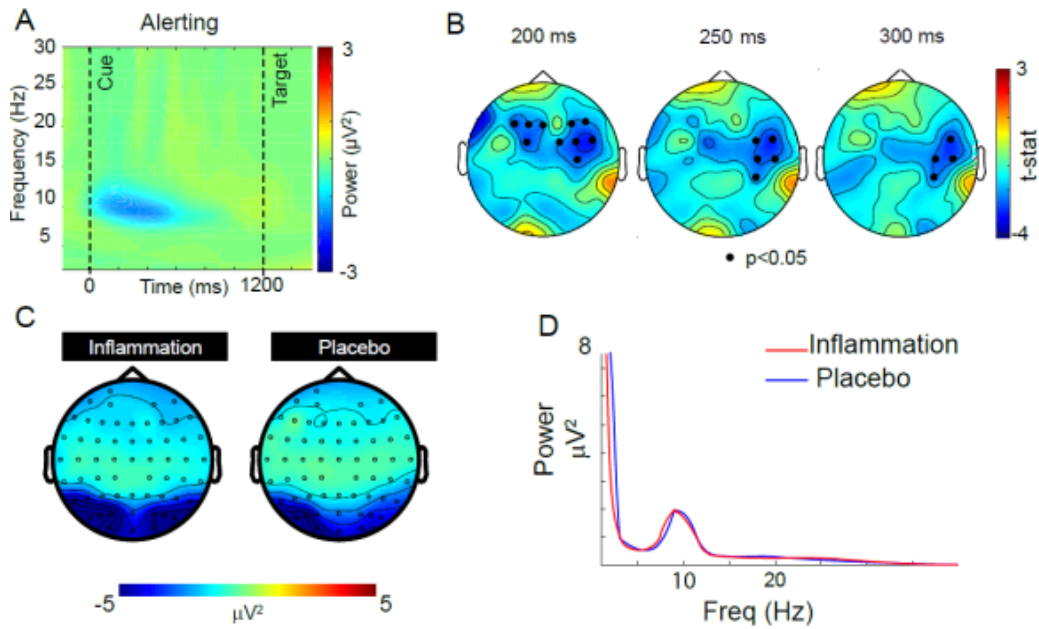 A
Alerting
30
25
20
15
10
5
Frequency (Hz)
Cue
Target
0
Time (ms)
1200
3
-3
Power (µV²)
B
200 ms
250 ms
300 ms
3
-4
t-stat
• p<0.05
C
Inflammation
Placebo
-5
5
µV²
D
8
Power
µV²
Inflammation
Placebo
10
20
Freq (Hz)